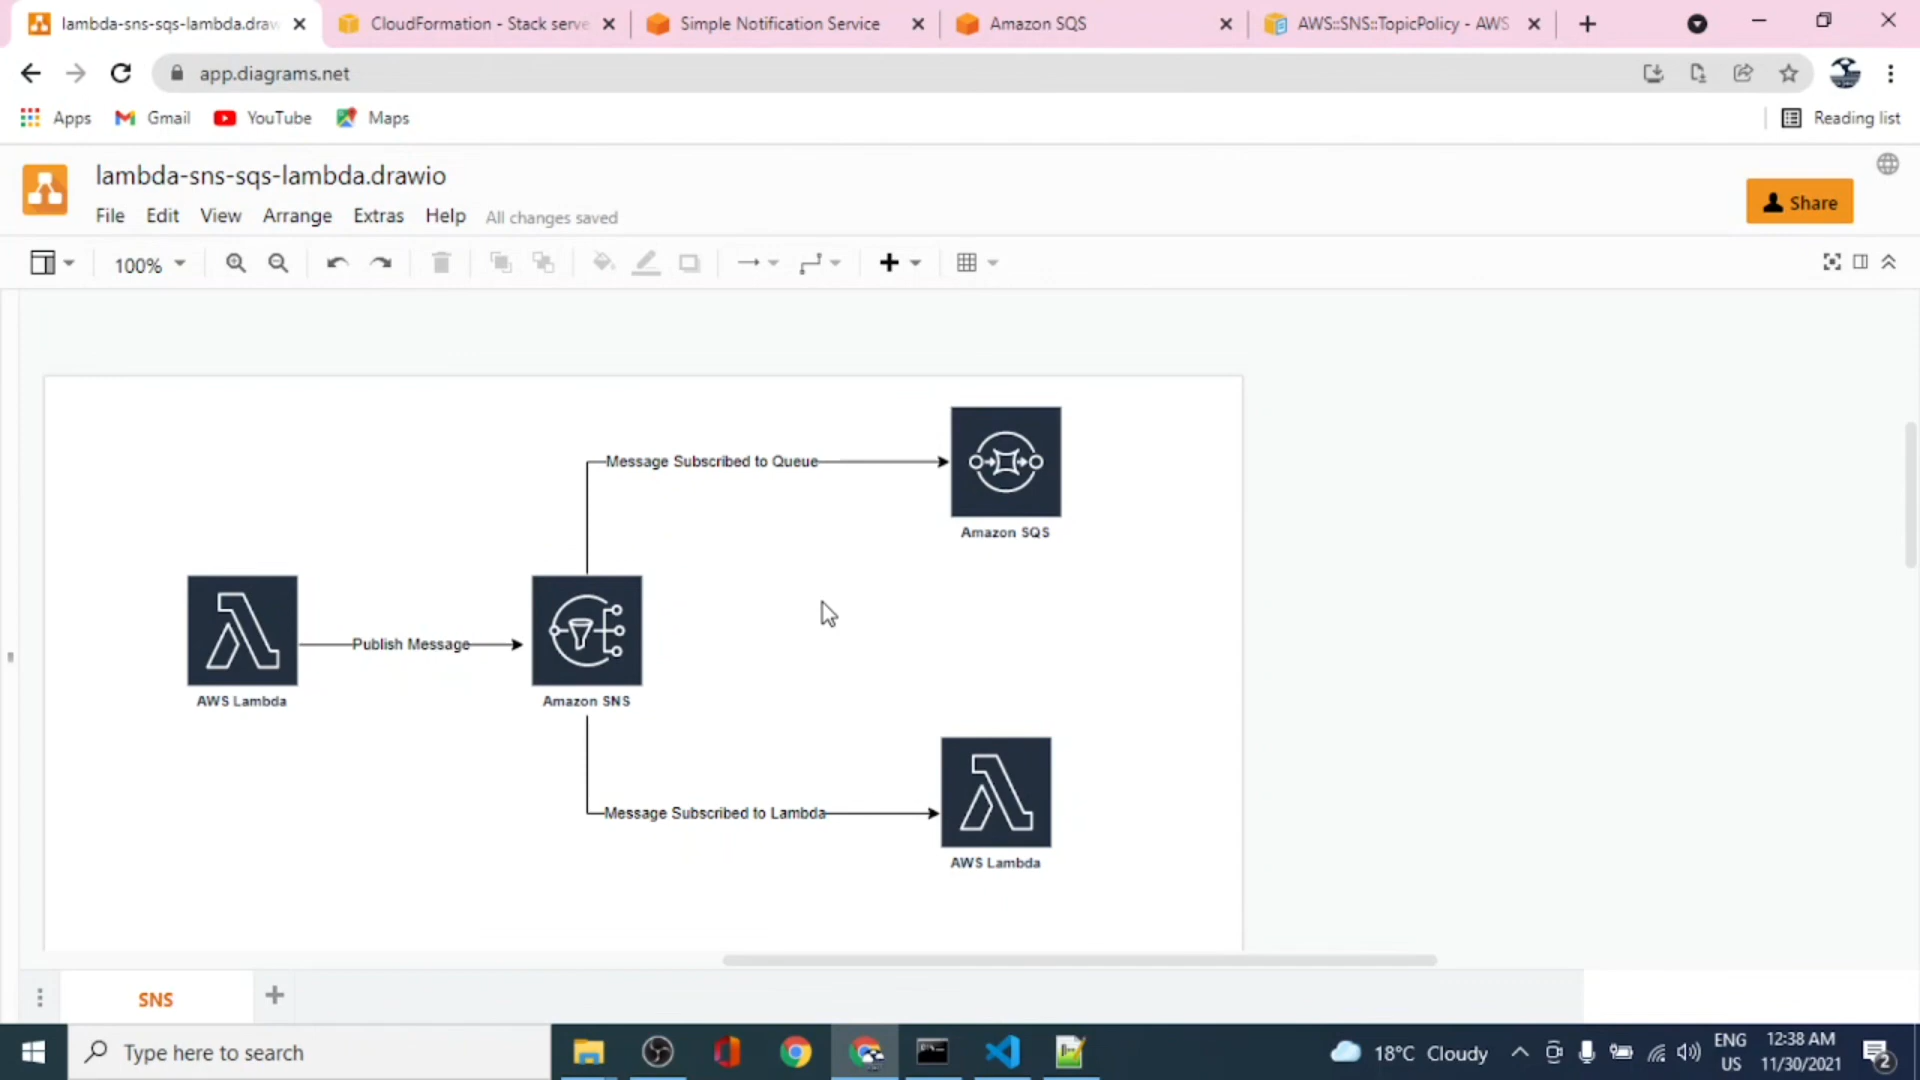 lambda-sns-sqs-lambda.draw
CloudFormation - Stack serve
Simple Notification Service
Amazon SQS
AWS::SNS::TopicPolicy - AWS
app.diagrams.net
Apps
Gmail
YouTube
Maps
Reading list
lambda-sns-sqs-lambda.drawio
File Edit View Arrange Extras Help All changes saved
Share
100%
Message Subscribed to Queue
Amazon SQS
Publish Message
AWS Lambda
Amazon SNS
Message Subscribed to Lambda
AWS Lambda
SNS
Type here to search
18°C Cloudy
ENG
US
12:38 AM
11/30/2021
2